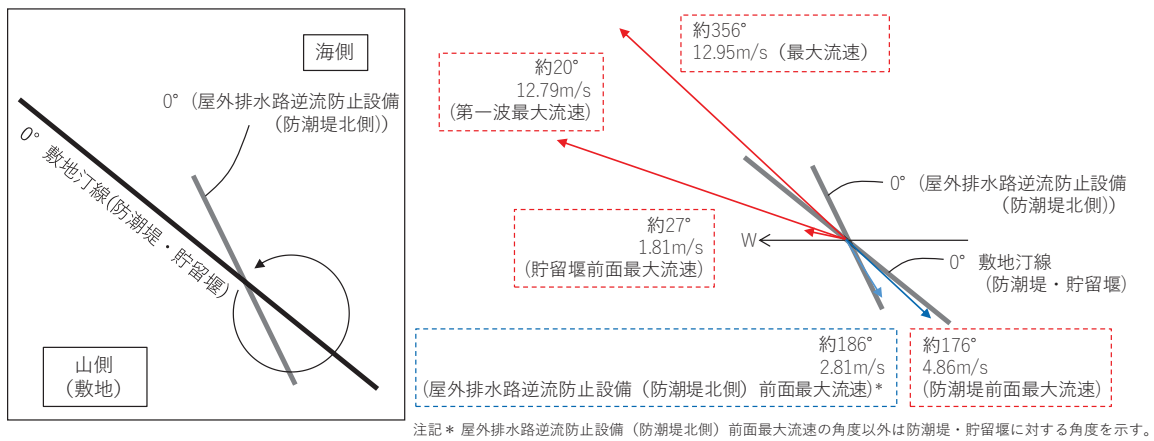 海側
0°（屋外排水路逆流防止設備
（防潮堤北側））
0° 敷地汀線(防潮堤・貯留堰)
山側
（敷地）
約356°
12.95m/s（最大流速）
約20°
12.79m/s
(第一波最大流速)
0°（屋外排水路逆流防止設備
（防潮堤北側））
約27°
1.81m/s
(貯留堰前面最大流速)
W
0° 敷地汀線
(防潮堤・貯留堰)
約186°
2.81m/s
(屋外排水路逆流防止設備（防潮堤北側）前面最大流速)*
約176°
4.86m/s
(防潮堤前面最大流速)
注記＊ 屋外排水路逆流防止設備（防潮堤北側）前面最大流速の角度以外は防潮堤・貯留堰に対する角度を示す。